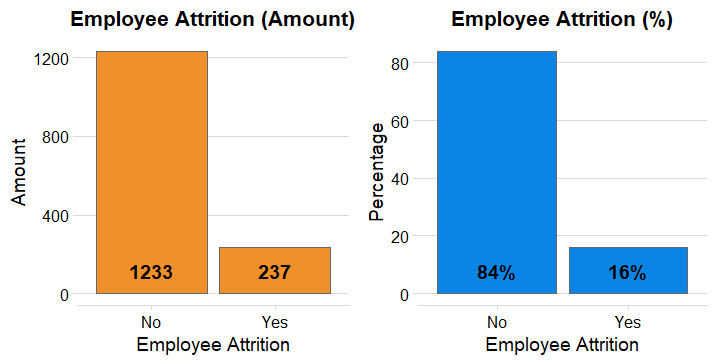 Employee Attrition (Amount)
1200
800
400
0
Amount
1233
237
No
Yes
Employee Attrition
Employee Attrition (%)
80
60
40
20
0
Percentage
84%
16%
No
Yes
Employee Attrition